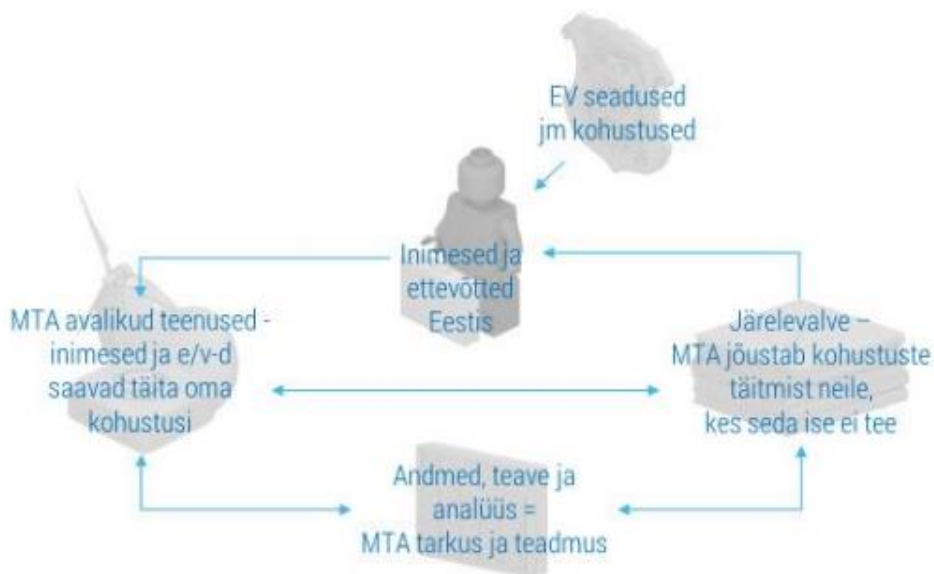 EV seadused
jm kohustused
Inimesed ja
ettevõtted
Eestis
MTA avalikud teenused -
inimesed ja e/v-d
saavad täita oma
kohustusi
Järelevalve –
MTA jõustab kohustuste
täitmist neile,
kes seda ise ei tee
Andmed, teave ja
analüüs =
MTA tarkus ja teadmus